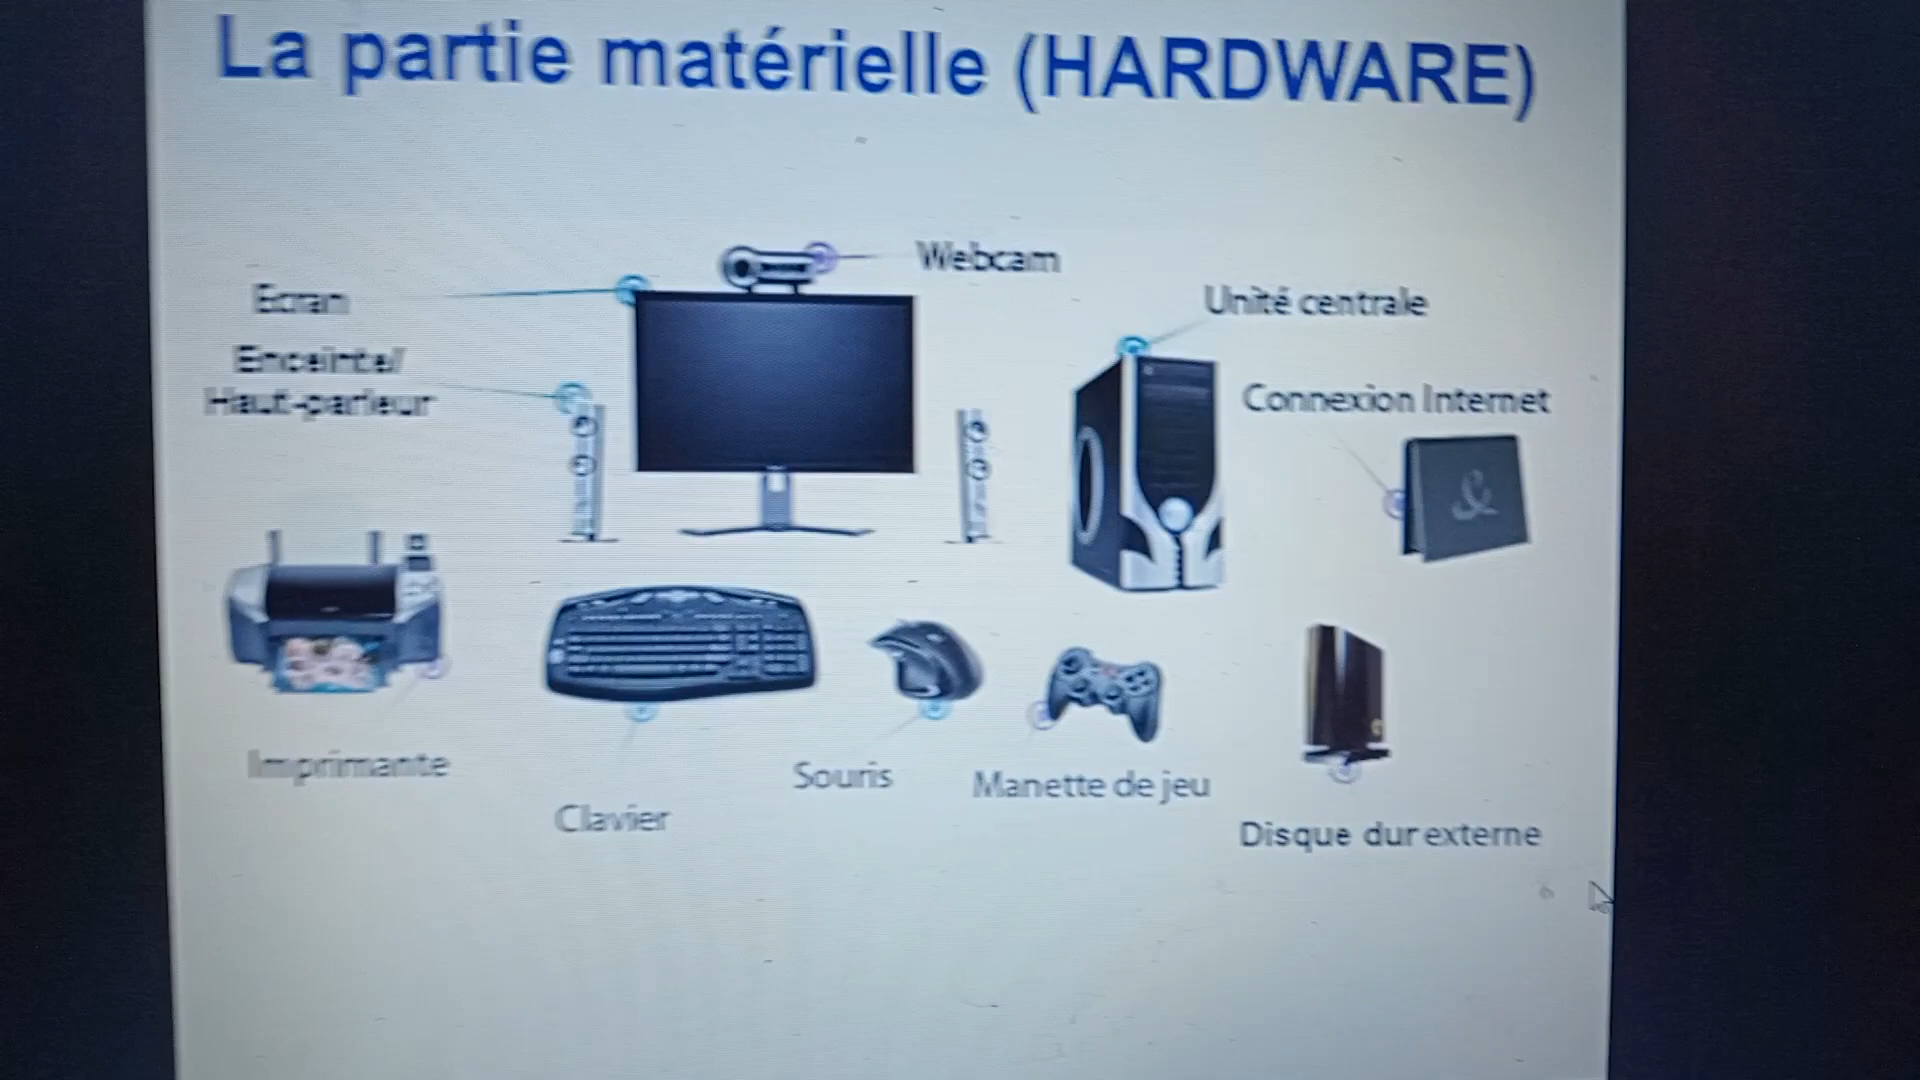 La partie matérielle (HARDWARE)
Webcam
Ecran
Unité centrale
Enceinte/
Haut-parleur
Connexion Internet
&
Imprimante
Souris
Manette de jeu
Clavier
Disque dur externe
6